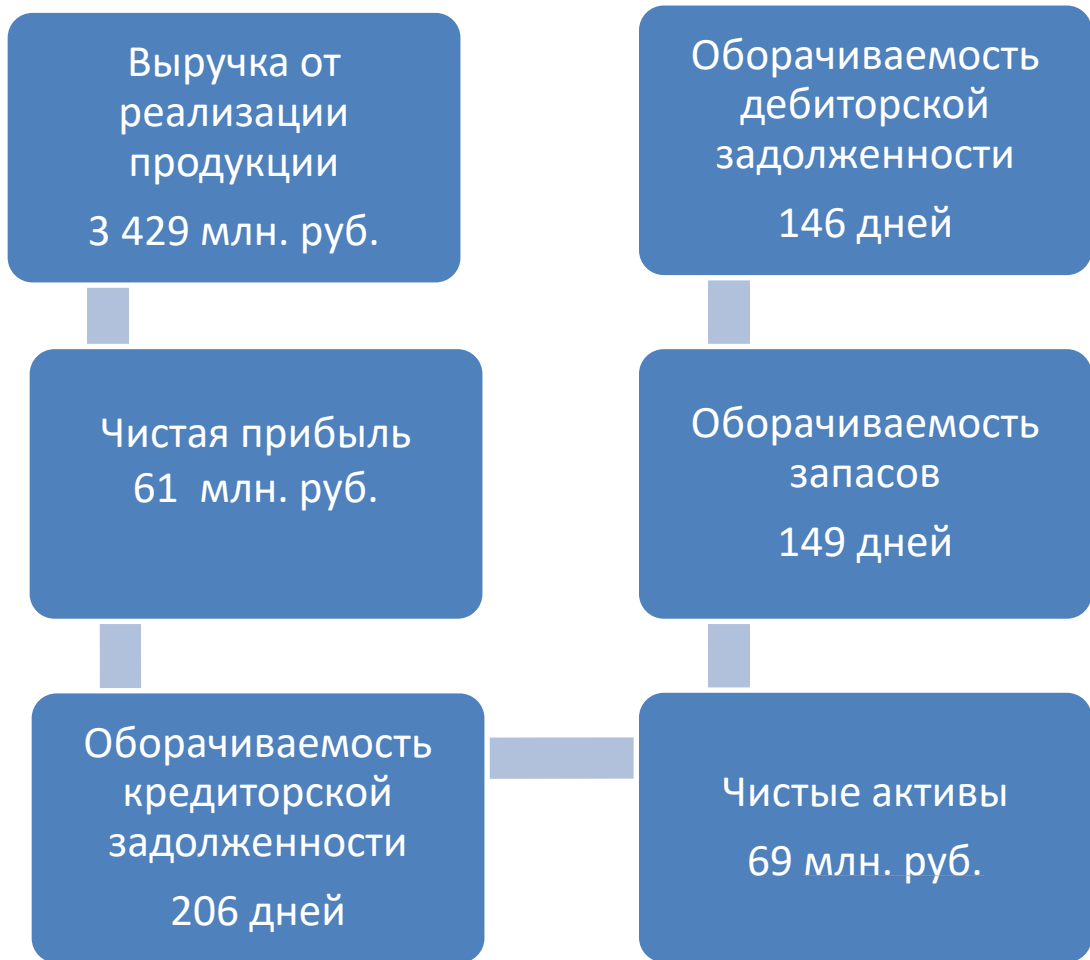 Выручка от
реализации
продукции
3 429 млн. руб.
Чистая прибыль
61 млн. руб.
Оборачиваемость
кредиторской
задолженности
206 дней
Чистые активы
69 млн. руб.
Оборачиваемость
запасов
149 дней
Оборачиваемость
дебиторской
задолженности
146 дней